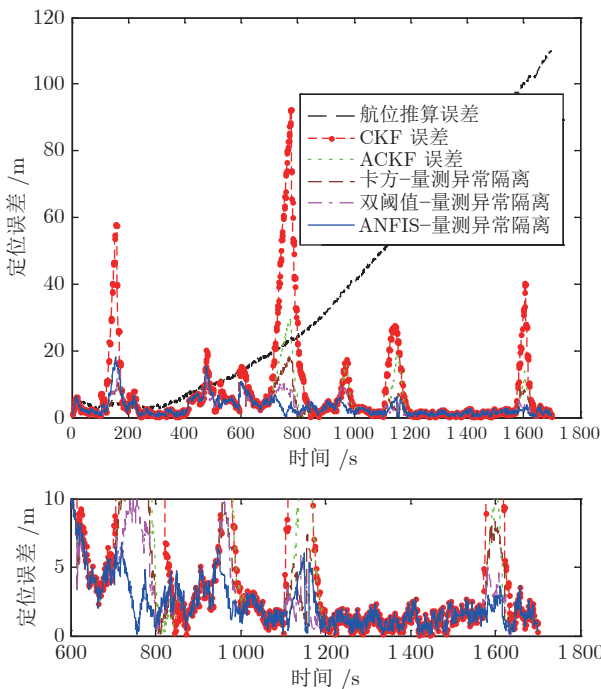 120
100
80
60
40
20
0
定位误差 /m
航位推算误差
CKF 误差
ACKF 误差
卡方–量测异常隔离
双阈值–量测异常隔离
ANFIS–量测异常隔离
0 200 400 600 800 1 000 1 200 1 400 1 600 1 800
时间 /s
10
5
0
定位误差 /m
600 800 1 000 1 200 1 400 1 600 1 800
时间 /s